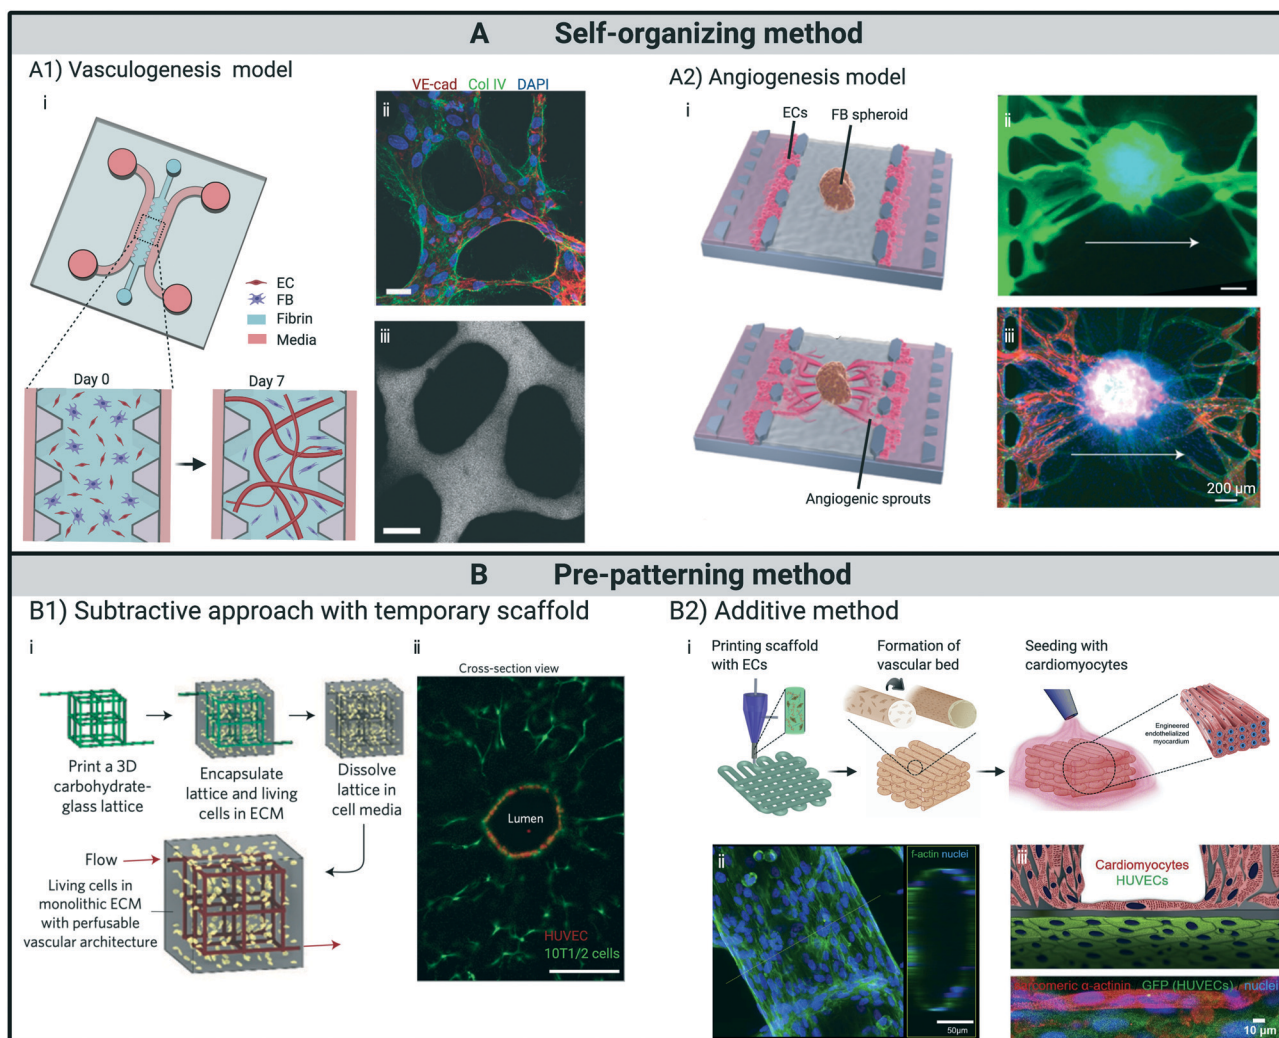 A Self-organizing method
A1) Vasculogenesis model
i
EC
FB
Fibrin
Media
Day 0
Day 7
VE-cad Col IV DAPI
ii
iii
A2) Angiogenesis model
i
ECs
FB spheroid
Angiogenic sprouts
ii
iii
200 µm
B Pre-patterning method
B1) Subtractive approach with temporary scaffold
i
Print a 3D
carbohydrate-
glass lattice
Encapsulate
lattice and living
cells in ECM
Dissolve
lattice in
cell media
Flow
Living cells in
monolithic ECM
with perfusable
vascular architecture
ii
Cross-section view
Lumen
HUVEC
10T1/2 cells
B2) Additive method
i
Printing scaffold
with ECs
Formation of
vascular bed
Seeding with
cardiomyocytes
Engineered
endothelialized
myocardium
ii
f-actin nuclei
50µm
iii
Cardiomyocytes
HUVECs
α-actinin GFP (HUVECs) nuclei
10 µm